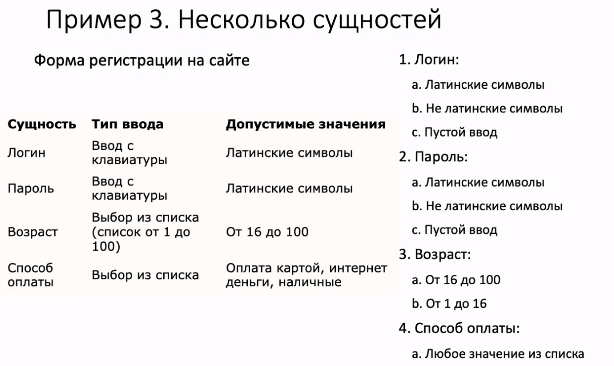 Пример 3. Несколько сущностей
Форма регистрации на сайте
Сущность Тип ввода Допустимые значения
Логин Ввод с клавиатуры Латинские символы
Пароль Ввод с клавиатуры Латинские символы
Возраст Выбор из списка (список от 1 до 100) От 16 до 100
Способ оплаты Выбор из списка Оплата картой, интернет деньги, наличные
1. Логин:
a. Латинские символы
b. Не латинские символы
c. Пустой ввод
2. Пароль:
a. Латинские символы
b. Не латинские символы
c. Пустой ввод
3. Возраст:
a. От 16 до 100
b. От 1 до 16
4. Способ оплаты:
a. Любое значение из списка